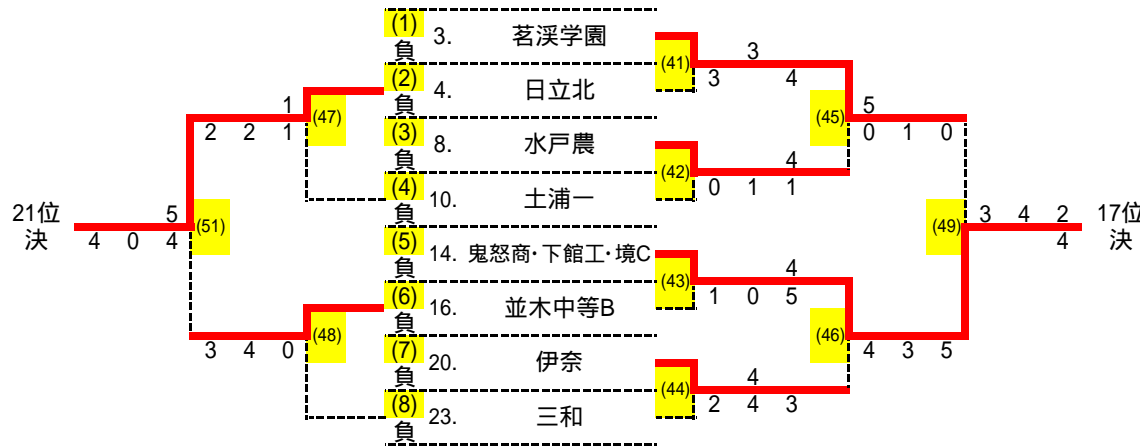 (1)
負
3. 茗渓学園
(2)
負
4. 日立北
(3)
負
8. 水戸農
(4)
負
10. 土浦一
(5)
負
14. 鬼怒商・下館工・境C
(6)
負
16. 並木中等B
(7)
負
20. 伊奈
(8)
負
23. 三和
(41)
3
3 4
(42)
4
0 1 1
(43)
4
1 0 5
(44)
4
2 4 3
(45)
5
0 1 0
(46)
4 3 5
(49)
3 4 2
4
17位
決
(47)
1
2 2 1
(48)
3 4 0
(51)
5
4 0 4
21位
決